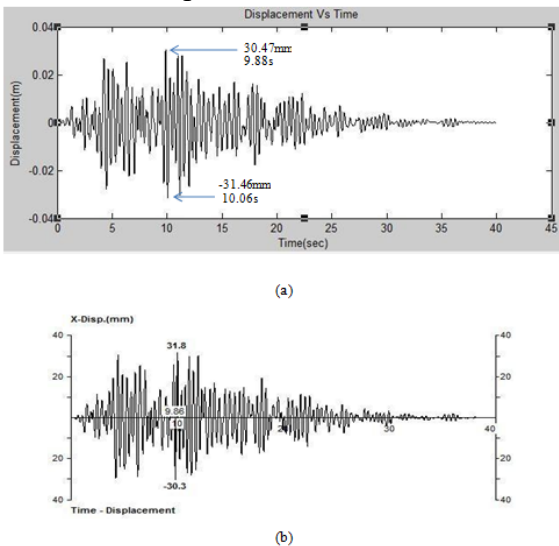 Displacement Vs Time
0.04
0.02
0
-0.02
-0.04
Displacement(m)
30.47mm
9.88s
-31.46mm
10.06s
0 5 10 15 20 25 30 35 40 45
Time(sec)
(a)
X-Disp.(mm)
40 40
31.8
20 20
9.86
10 30 40
20 20
-30.3
40 40
Time - Displacement
(b)